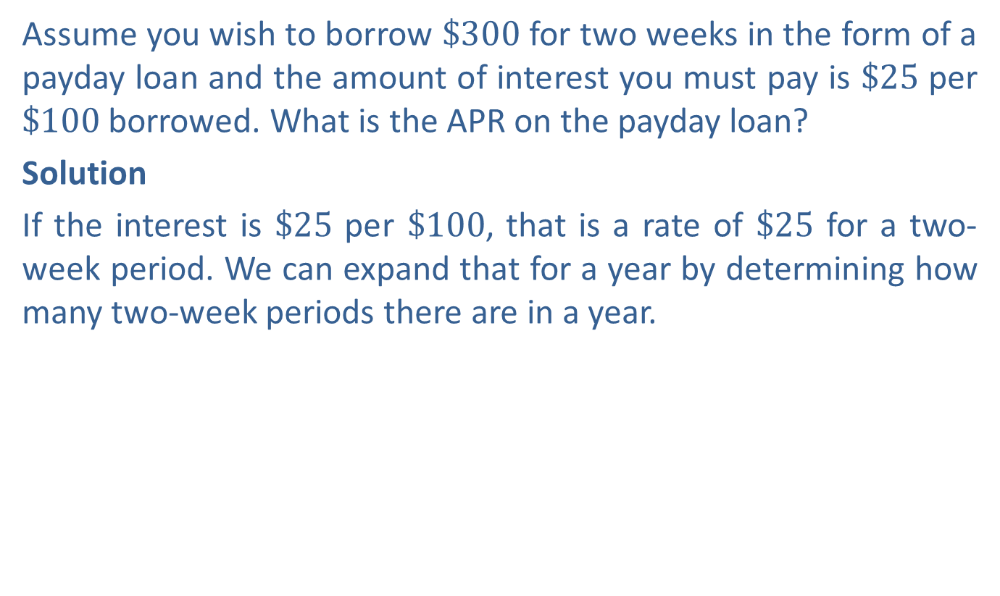 Assume you wish to borrow $300 for two weeks in the form of a
payday loan and the amount of interest you must pay is $25 per
$100 borrowed. What is the APR on the payday loan?
Solution
If the interest is $25 per $100, that is a rate of $25 for a two-
week period. We can expand that for a year by determining how
many two-week periods there are in a year.